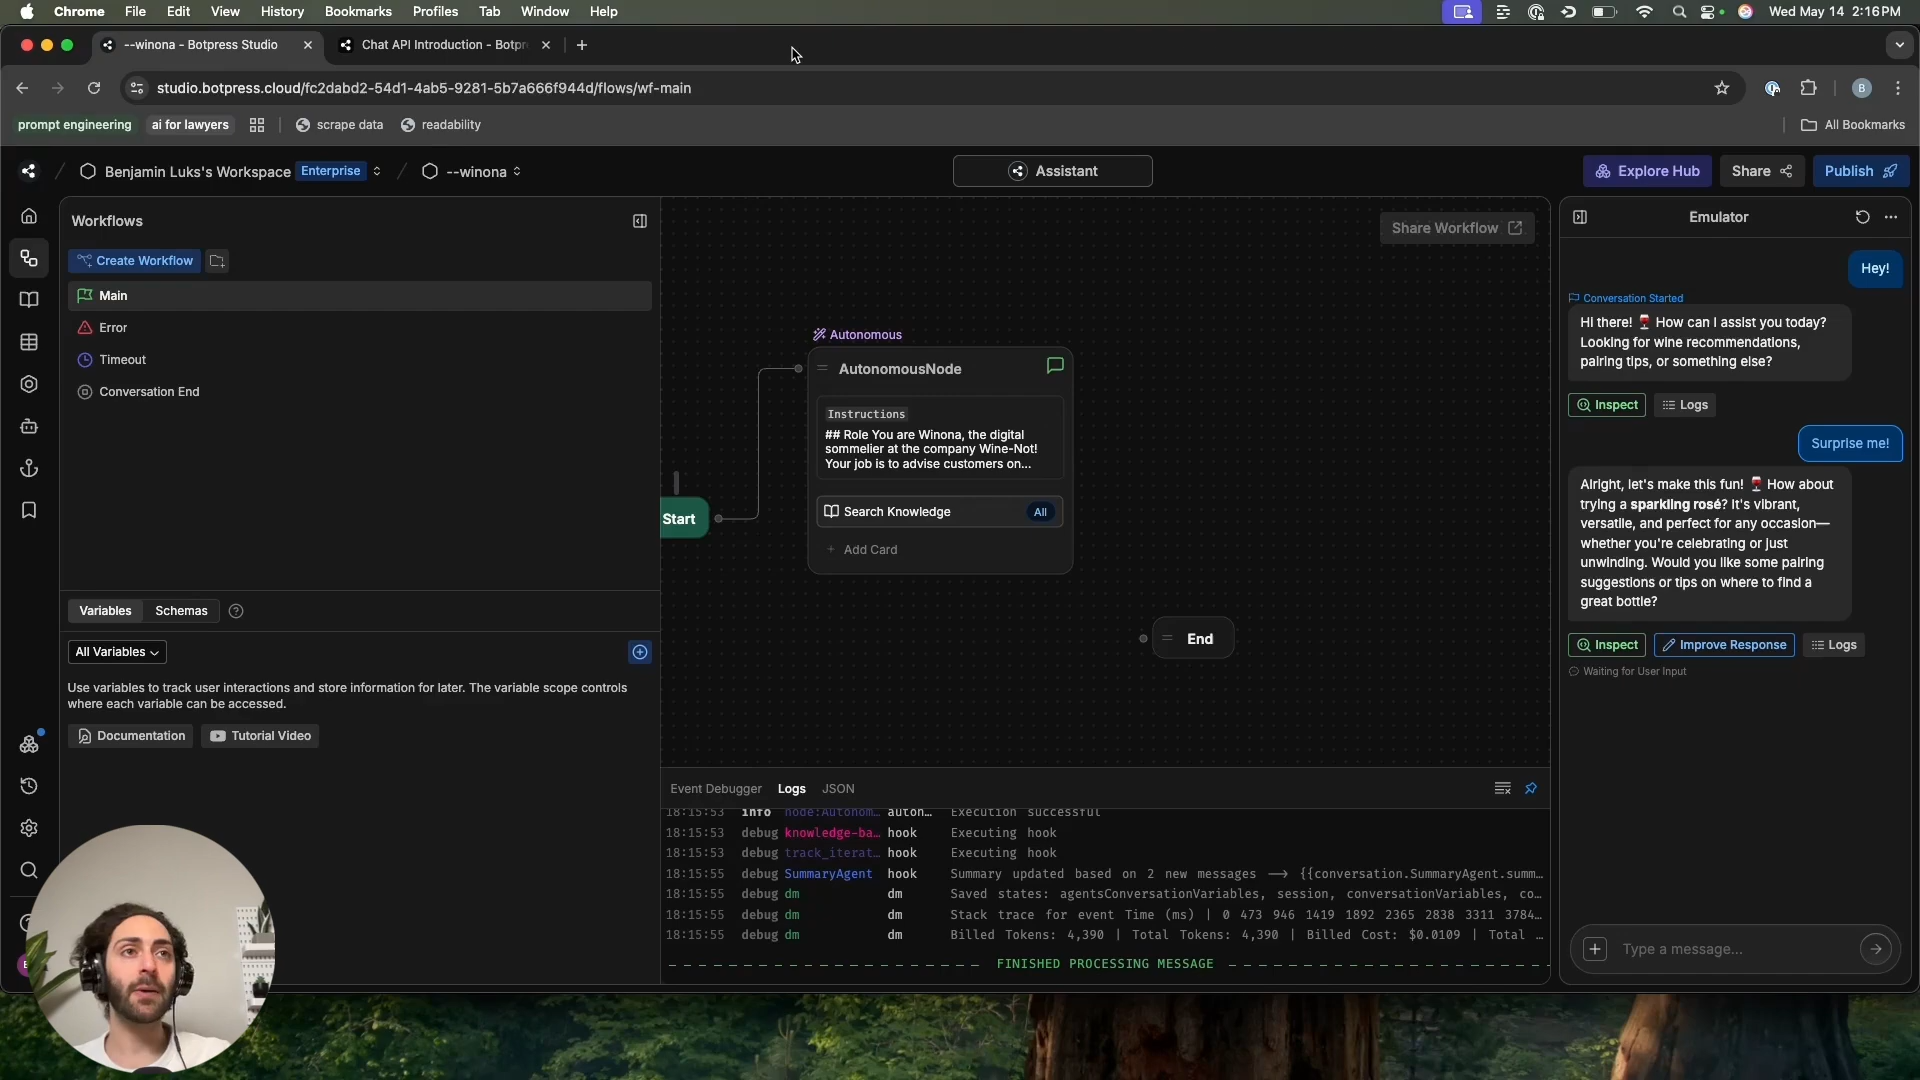 Chrome File Edit View History Bookmarks Profiles Tab Window Help Wed May 14 2:16 PM
--winona - Botpress Studio Chat API Introduction - Botpr
studio.botpress.cloud/fc2dabd2-54d1-4ab5-9281-5b7a666f944d/flows/wf-main B
prompt engineering ai for lawyers scrape data readability All Bookmarks
Benjamin Luks's Workspace Enterprise --winona Assistant Explore Hub Share Publish
Workflows
Create Workflow
Main
Error
Timeout
Conversation End
Variables Schemas
All Variables
Use variables to track user interactions and store information for later. The variable scope controls
where each variable can be accessed.
Documentation Tutorial Video
Share Workflow
Start
Autonomous
AutonomousNode
Instructions
## Role You are Winona, the digital
sommelier at the company Wine-Not!
Your job is to advise customers on...
Search Knowledge All
+ Add Card
End
Event Debugger Logs JSON
18:15:53 info node:Autonom... auton... Execution successful
18:15:53 debug knowledge-ba... hook Executing hook
18:15:53 debug track_iterat... hook Executing hook
18:15:55 debug SummaryAgent hook Summary updated based on 2 new messages —> {{conversation.SummaryAgent.summ...
18:15:55 debug dm dm Saved states: agentsConversationVariables, session, conversationVariables, co...
18:15:55 debug dm dm Stack trace for event Time (ms) | 0 473 946 1419 1892 2365 2838 3311 3784...
18:15:55 debug dm dm Billed Tokens: 4,390 | Total Tokens: 4,390 | Billed Cost: $0.0109 | Total ...
FINISHED PROCESSING MESSAGE
Emulator
Hey!
Conversation Started
Hi there! 🍷 How can I assist you today?
Looking for wine recommendations,
pairing tips, or something else?
Inspect Logs
Surprise me!
Alright, let's make this fun! 🍷 How about
trying a sparkling rosé? It's vibrant,
versatile, and perfect for any occasion—
whether you're celebrating or just
unwinding. Would you like some pairing
suggestions or tips on where to find a
great bottle?
Inspect Improve Response Logs
Waiting for User Input
Type a message...